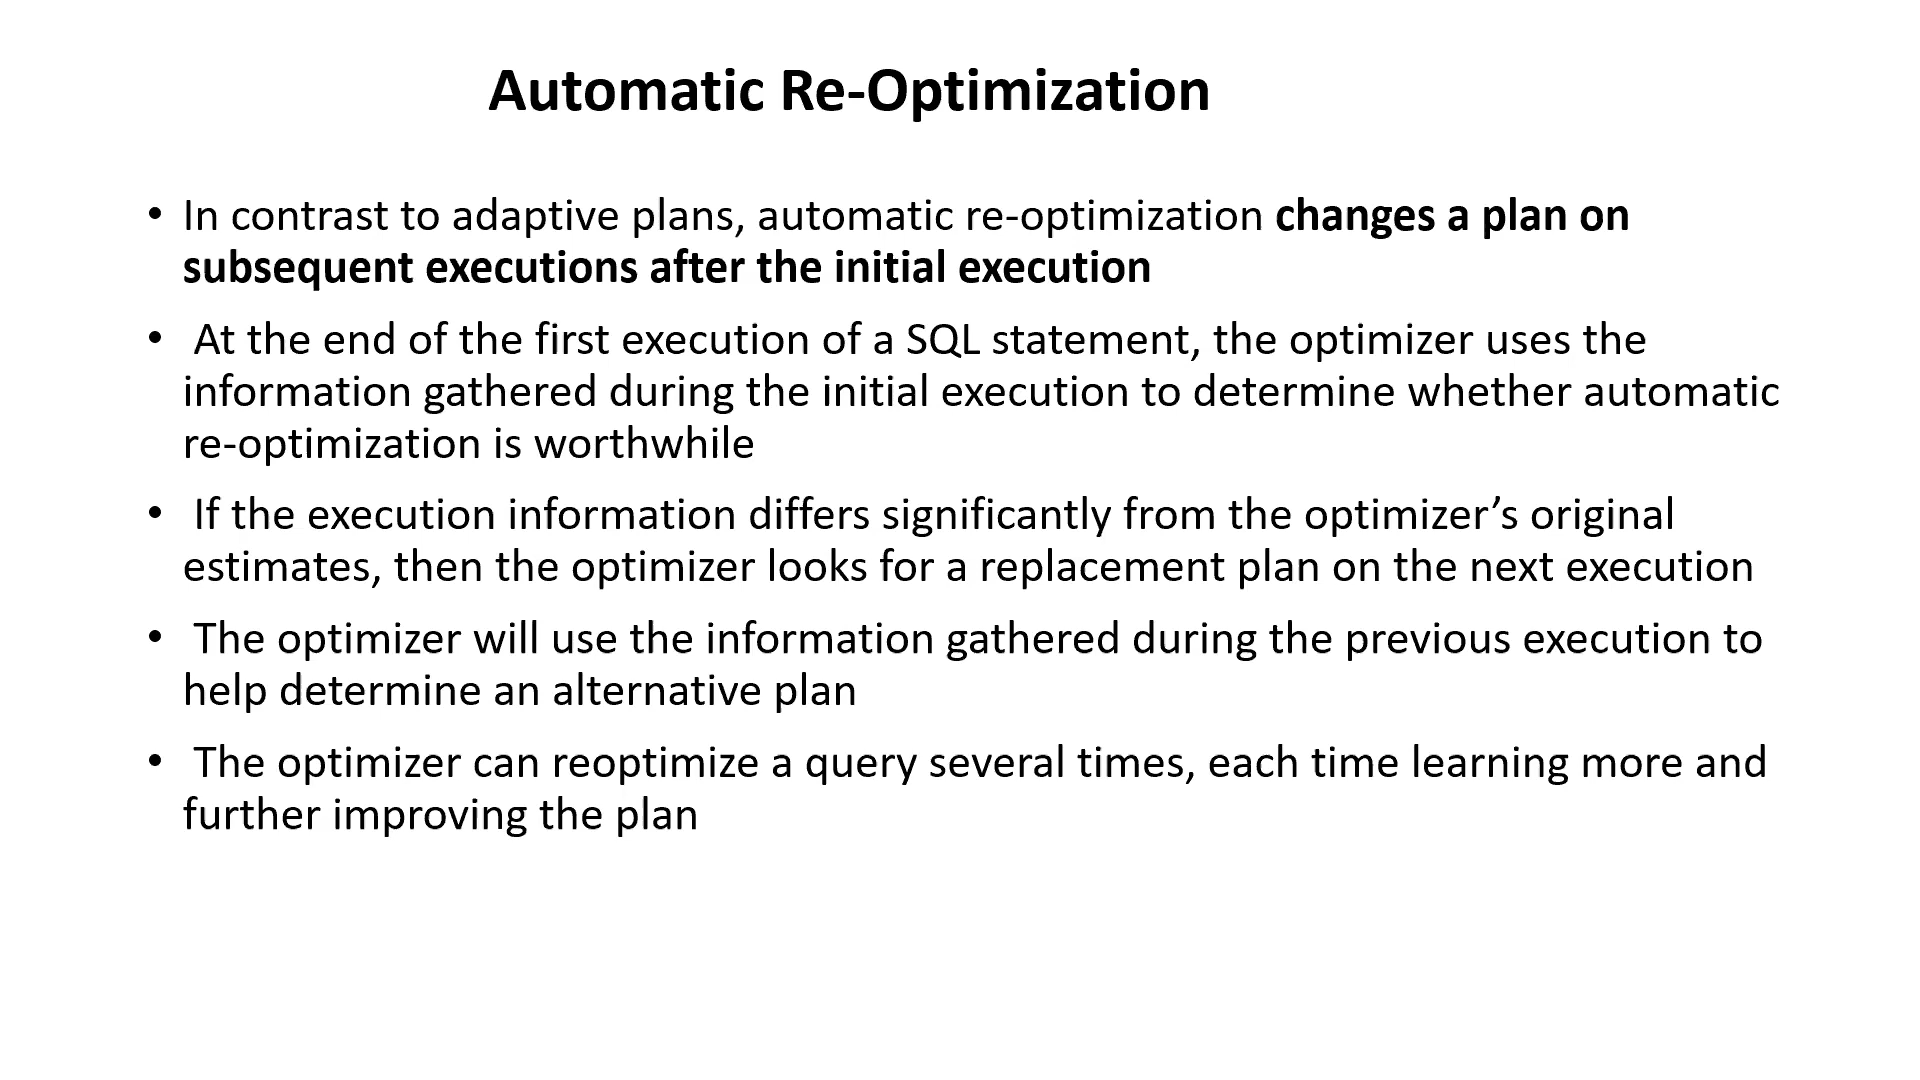 Automatic Re-Optimization
• In contrast to adaptive plans, automatic re-optimization changes a plan on
subsequent executions after the initial execution
• At the end of the first execution of a SQL statement, the optimizer uses the
information gathered during the initial execution to determine whether automatic
re-optimization is worthwhile
• If the execution information differs significantly from the optimizer’s original
estimates, then the optimizer looks for a replacement plan on the next execution
• The optimizer will use the information gathered during the previous execution to
help determine an alternative plan
• The optimizer can reoptimize a query several times, each time learning more and
further improving the plan